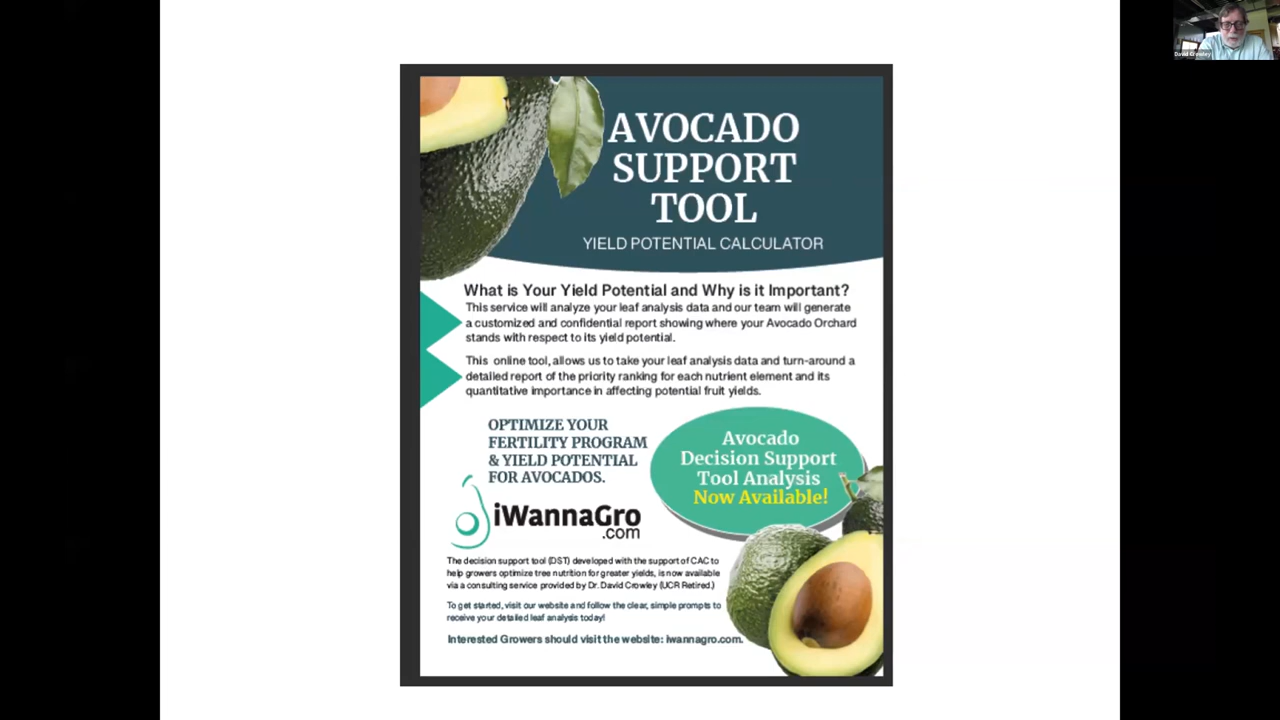 AVOCADO
SUPPORT
TOOL
YIELD POTENTIAL CALCULATOR
What is Your Yield Potential and Why is it Important?
This service will analyze your leaf analysis data and our team will generate
a customized and confidential report showing where your Avocado Orchard
stands with respect to its yield potential.
This online tool, allows us to take your leaf analysis data and turn-around a
detailed report of the priority ranking for each nutrient element and its
quantitative importance in affecting potential fruit yields.
OPTIMIZE YOUR
FERTILITY PROGRAM
& YIELD POTENTIAL
FOR AVOCADOS.
iWannaGro
.com
Avocado
Decision Support
Tool Analysis
Now Available!
The decision support tool (DST) developed with the support of CAC to
help growers optimize tree nutrition for greater yields, is now available
via a consulting service provided by Dr. David Crowley (UCR Retired.)
To get started, visit our website and follow the clear, simple prompts to
receive your detailed leaf analysis today!
Interested Growers should visit the website: iwannagro.com.
David Crowley